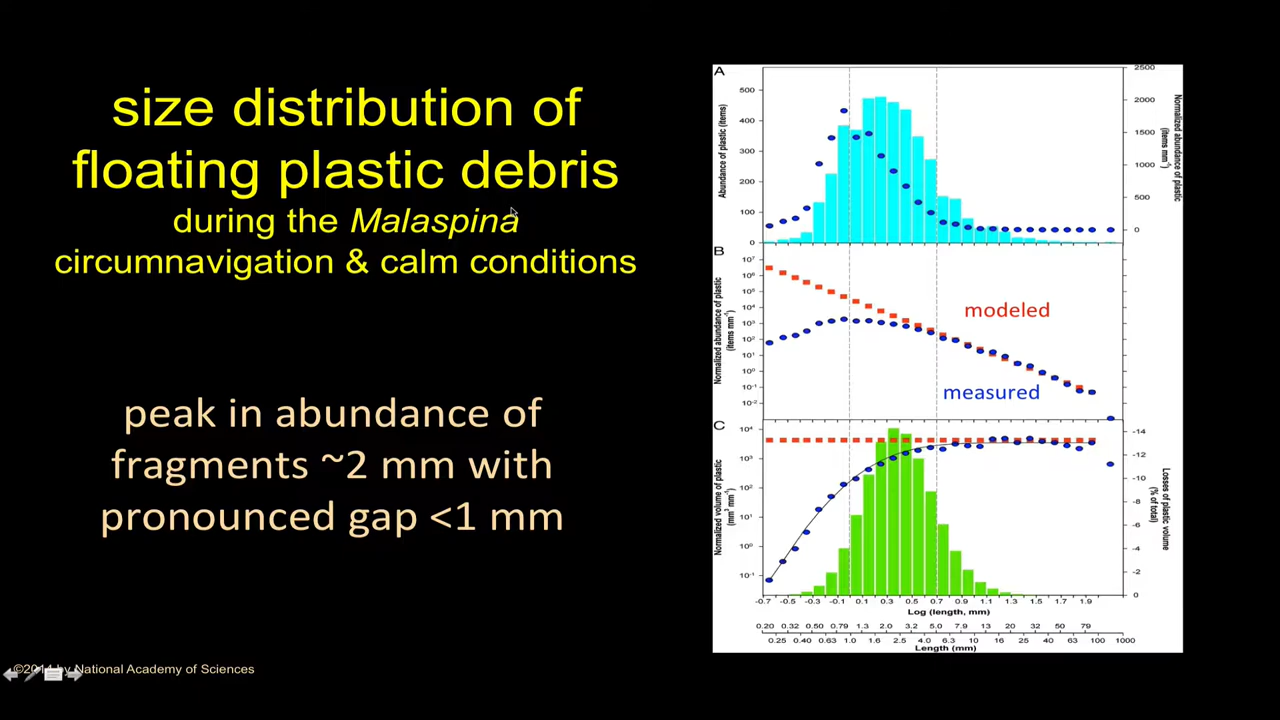 size distribution of
floating plastic debris
during the Malaspina
circumnavigation & calm conditions
peak in abundance of
fragments ~2 mm with
pronounced gap <1 mm
A
Abundance of plastic (items)
500
400
300
200
100
0
2500
2000
1500
1000
500
0
Normalized abundance of plastic
(items mm⁻¹)
B
Normalized abundance of plastic
(items mm⁻¹)
10⁷
10⁶
10⁵
10⁴
10³
10²
10¹
10⁰
10⁻¹
10⁻²
modeled
measured
C
Normalized volume of plastic
(mm³ mm⁻¹)
10⁴
10³
10²
10¹
10⁰
10⁻¹
-14
-12
-10
-8
-6
-4
-2
0
Losses of plastic volume
(% of total)
-0.7 -0.5 -0.3 -0.1 0.1 0.3 0.5 0.7 0.9 1.1 1.3 1.5 1.7 1.9
Log (length, mm)
0.20 0.32 0.50 0.79 1.3 2.0 3.2 5.0 7.9 13 20 32 50 79
0.25 0.40 0.63 1.0 1.6 2.5 4.0 6.3 10 16 25 40 63 100 1000
Length (mm)
by National Academy of Sciences